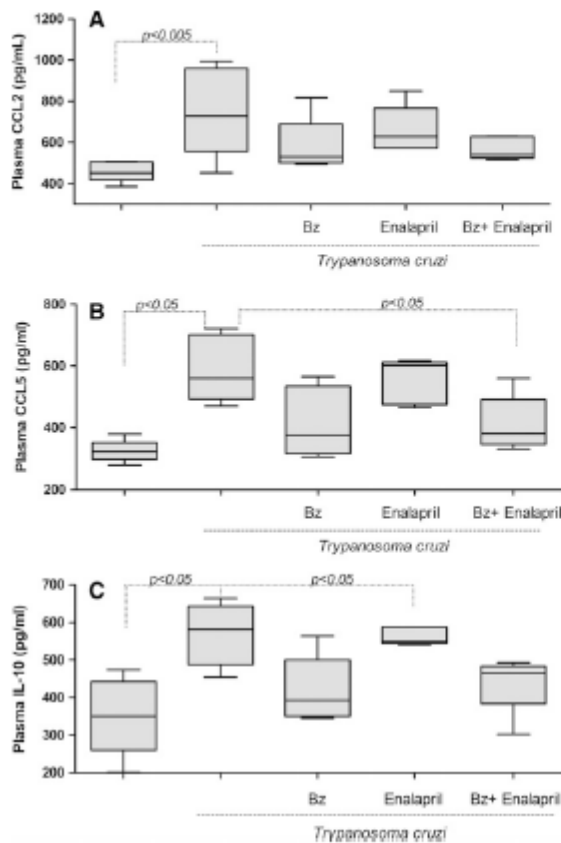 A
p<0.005
Plasma CCL2 (pg/mL)
1200
1000
800
600
400
Bz Enalapril Bz+ Enalapril
Trypanosoma cruzi
B
p<0.05 p<0.05
Plasma CCL5 (pg/ml)
800
600
400
200
Bz Enalapril Bz+ Enalapril
Trypanosoma cruzi
C
p<0.05 p<0.05
Plasma IL-10 (pg/ml)
700
600
500
400
300
200
Bz Enalapril Bz+ Enalapril
Trypanosoma cruzi